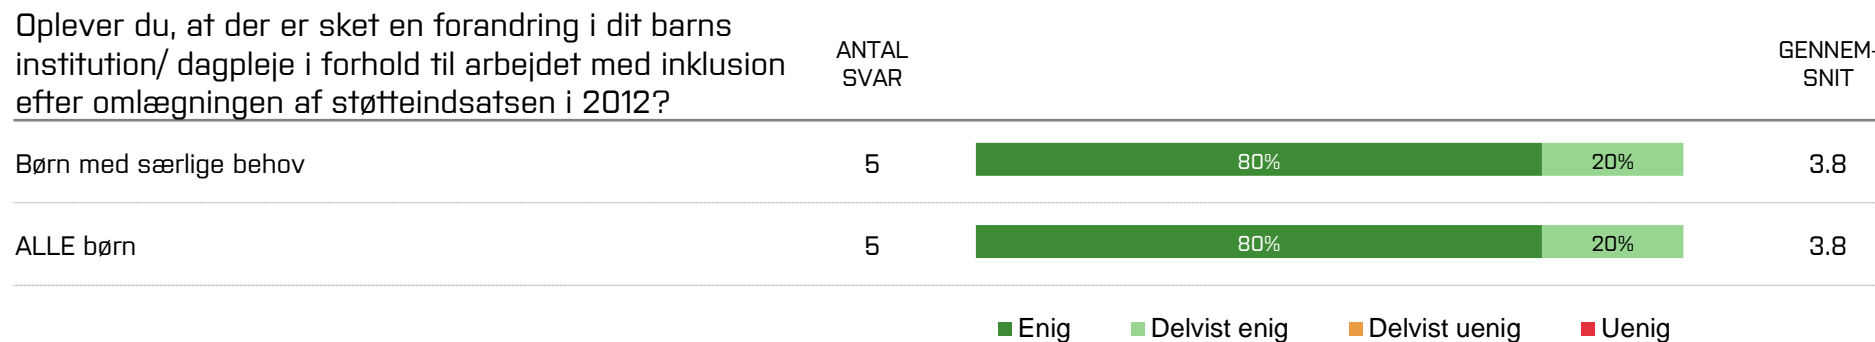 Oplever du, at der er sket en forandring i dit barns
institution/ dagpleje i forhold til arbejdet med inklusion
efter omlægningen af støtteindsatsen i 2012?
ANTAL
SVAR
GENNEM-
SNIT
Børn med særlige behov 5 80% 20% 3.8
ALLE børn 5 80% 20% 3.8
Enig Delvist enig Delvist uenig Uenig